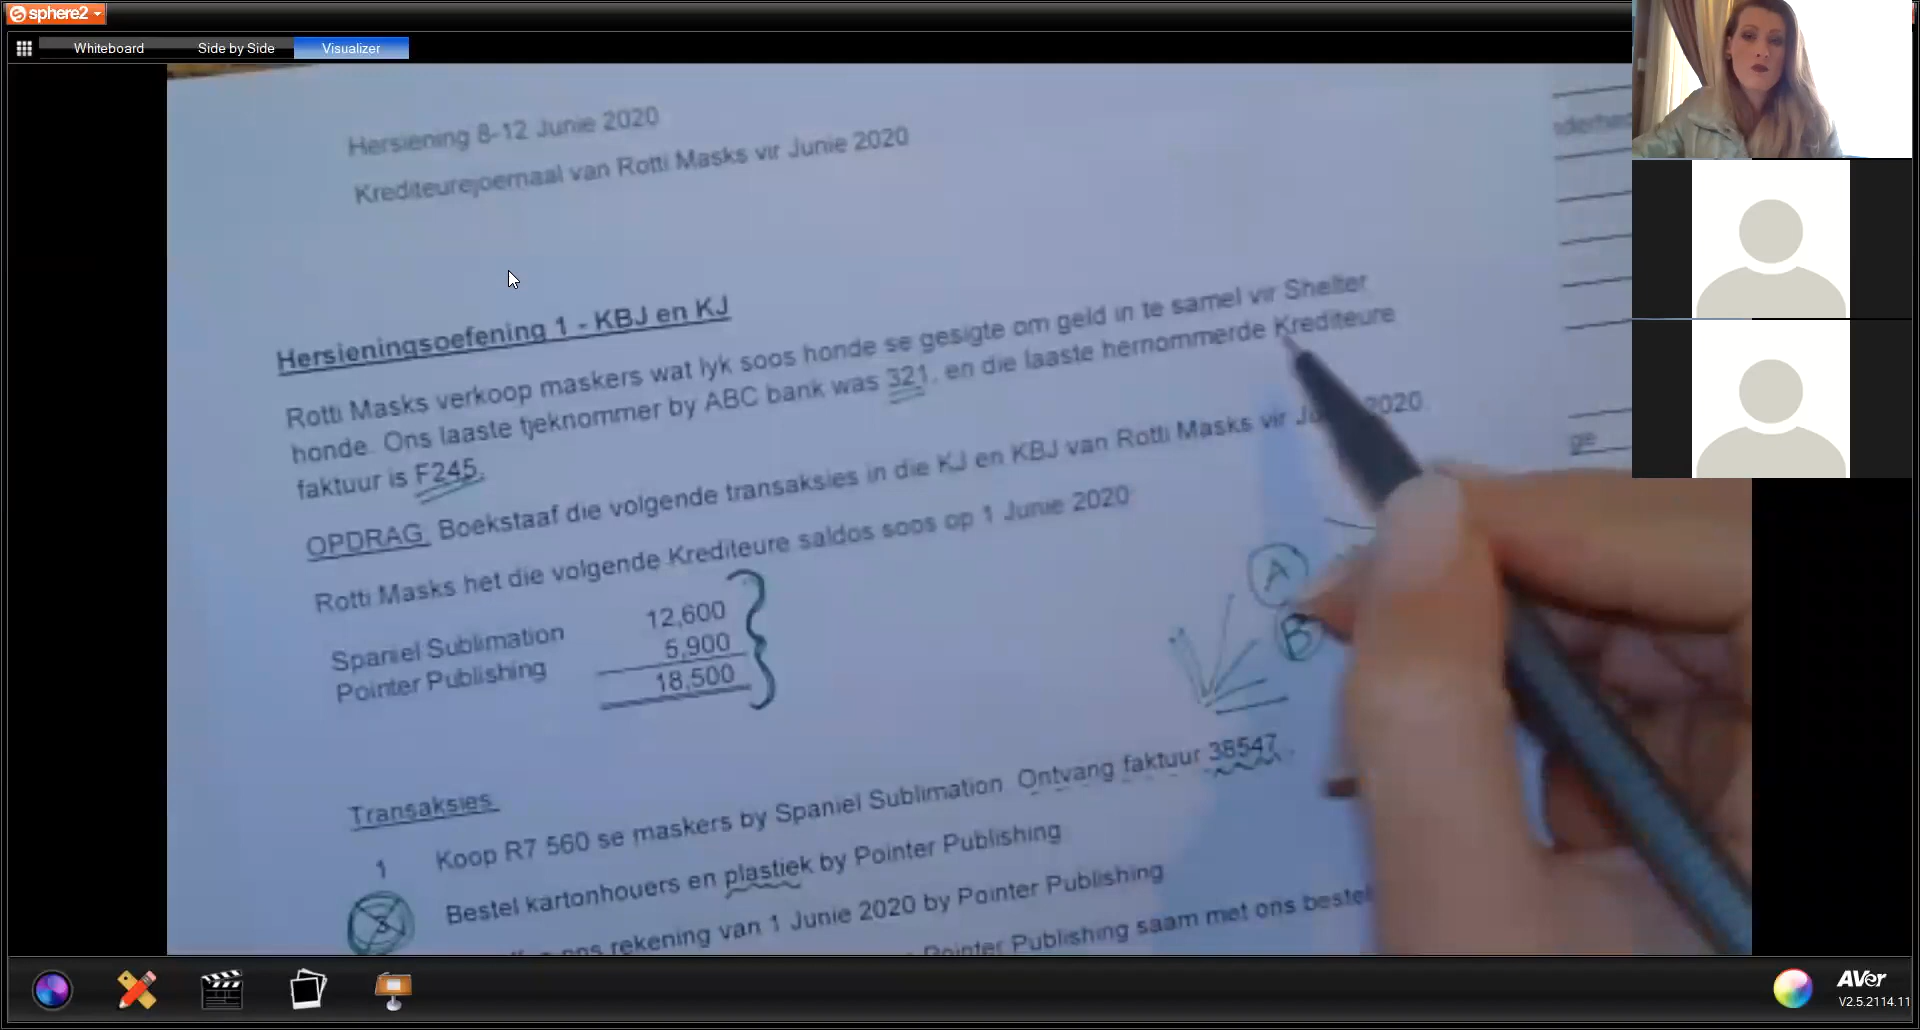 sphere2
Whiteboard Side by Side Visualizer
Hersiening 8-12 Junie 2020
Krediteurejoernaal van Rotti Masks vir Junie 2020
Hersieningsoefening 1 - KBJ en KJ
Rotti Masks verkoop maskers wat lyk soos honde se gesigte om geld in te samel vir Shelter
honde. Ons laaste tjeknommer by ABC bank was 321, en die laaste hernommerde Krediteure
faktuur is F245.
OPDRAG: Boekstaaf die volgende transaksies in die KJ en KBJ van Rotti Masks vir 2020
Rotti Masks het die volgende Krediteure saldos soos op 1 Junie 2020
Spaniel Sublimation 12,600
Pointer Publishing 5,900
18,500
A
B
Transaksies
1 Koop R7 560 se maskers by Spaniel Sublimation. Ontvang faktuur 38547.
3 Bestel kartonhouers en plastiek by Pointer Publishing
ons rekening van 1 Junie 2020 by Pointer Publishing
Pointer Publishing saam met ons
ge
AVer
V2.5.2114.11